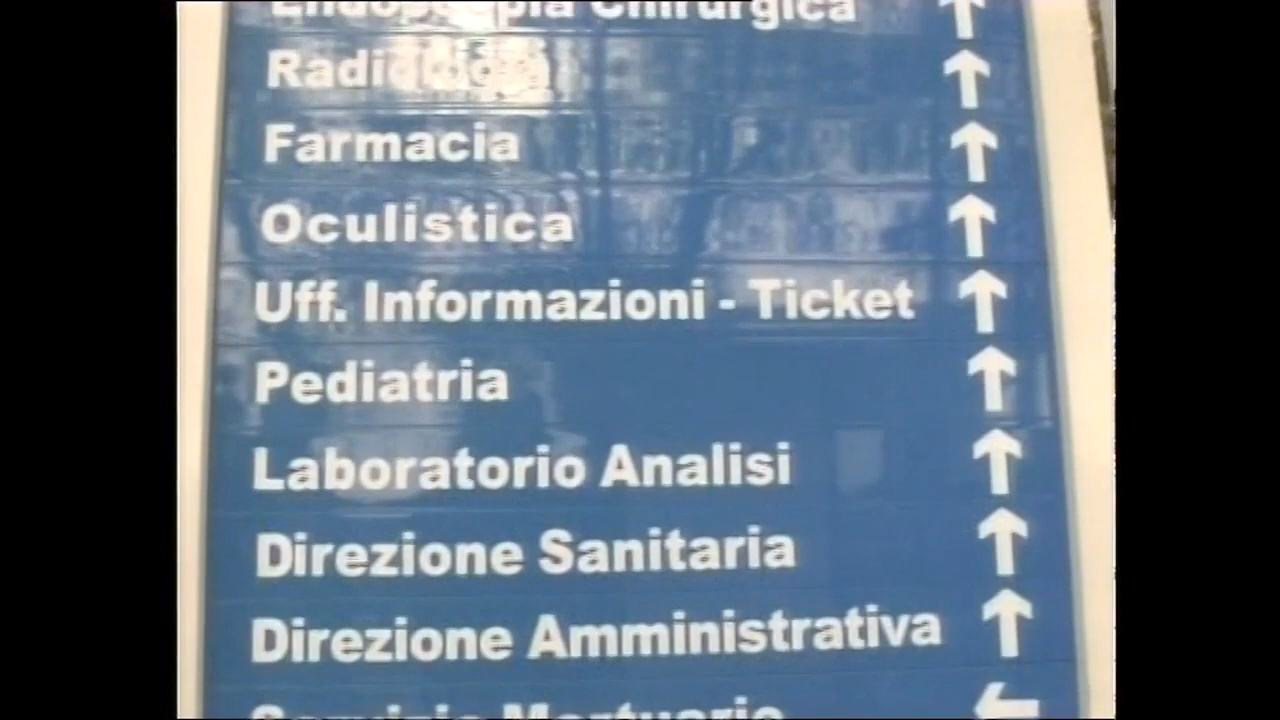 Endoscopia Chirurgica
Radiologia
Farmacia
Oculistica
Uff. Informazioni - Ticket
Pediatria
Laboratorio Analisi
Direzione Sanitaria
Direzione Amministrativa
Servizio Mortuario